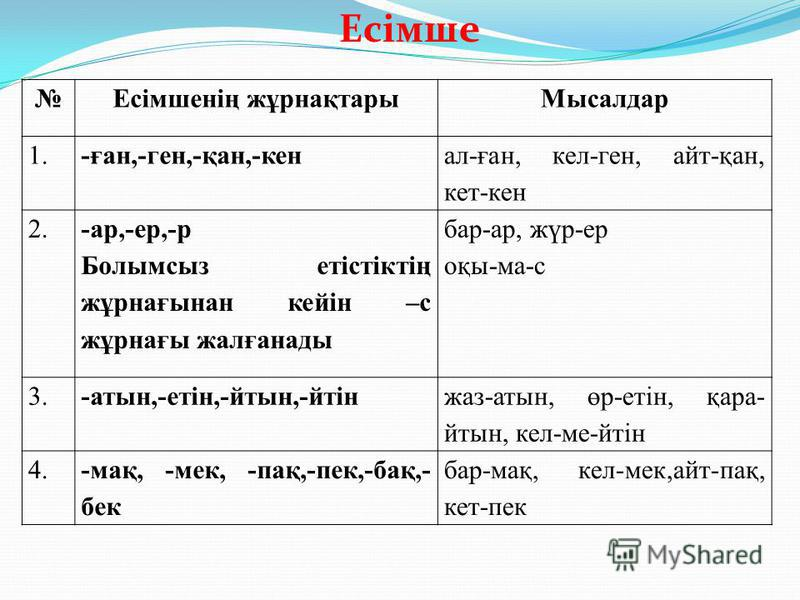 Есімше
№ Есімшенің жұрнақтары Мысалдар
1. -ған,-ген,-қан,-кен ал-ған, кел-ген, айт-қан,
кет-кен
2. -ар,-ер,-р бар-ар, жүр-ер
Болымсыз етістіктің оқы-ма-с
жұрнағынан кейін –с
жұрнағы жалғанады
3. -атын,-етін,-йтын,-йтін жаз-атын, өр-етін, қара-
йтын, кел-ме-йтін
4. -мақ, -мек, -пақ,-пек,-бақ,- бар-мақ, кел-мек,айт-пақ,
бек кет-пек
MyShared